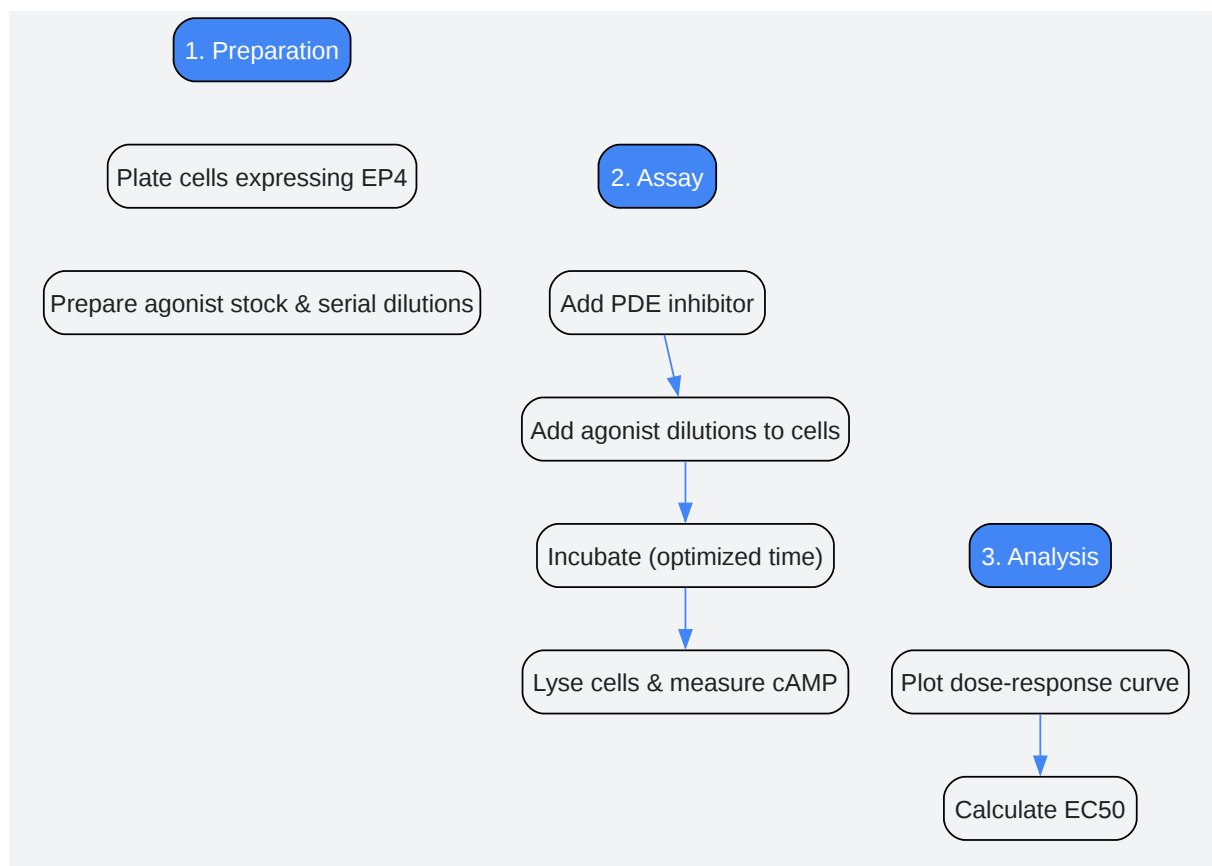 1. Preparation
Plate cells expressing EP4
Prepare agonist stock & serial dilutions
2. Assay
Add PDE inhibitor
Add agonist dilutions to cells
Incubate (optimized time)
Lyse cells & measure cAMP
3. Analysis
Plot dose-response curve
Calculate EC50